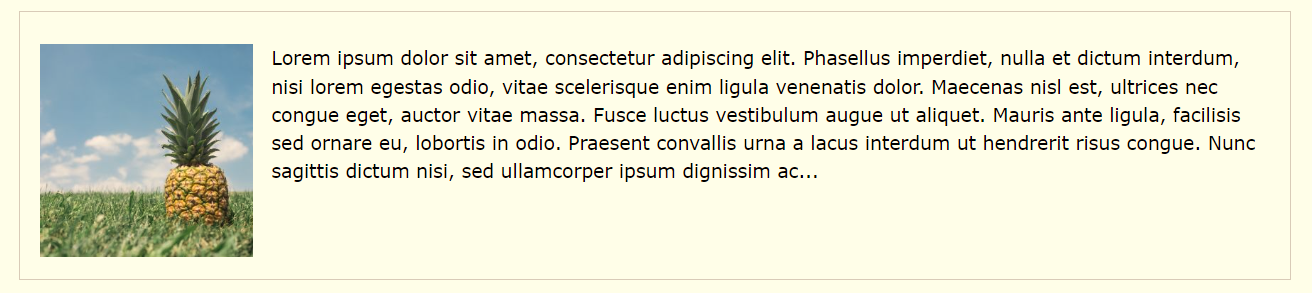 Lorem ipsum dolor sit amet, consectetur adipiscing elit. Phasellus imperdiet, nulla et dictum interdum,
nisi lorem egestas odio, vitae scelerisque enim ligula venenatis dolor. Maecenas nisl est, ultrices nec
congue eget, auctor vitae massa. Fusce luctus vestibulum augue ut aliquet. Mauris ante ligula, facilisis
sed ornare eu, lobortis in odio. Praesent convallis urna a lacus interdum ut hendrerit risus congue. Nunc
sagittis dictum nisi, sed ullamcorper ipsum dignissim ac...